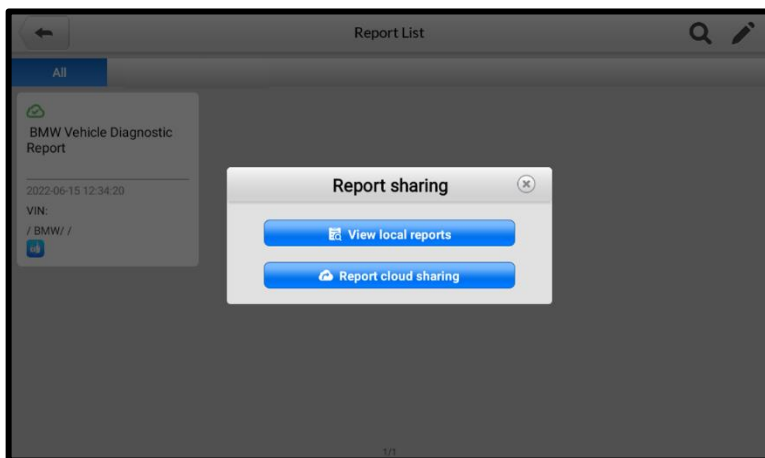 Report List
All
BMW Vehicle Diagnostic
Report
2022-06-15 12:34:20
VIN:
/ BMW/ /
Report sharing
View local reports
Report cloud sharing
1/1